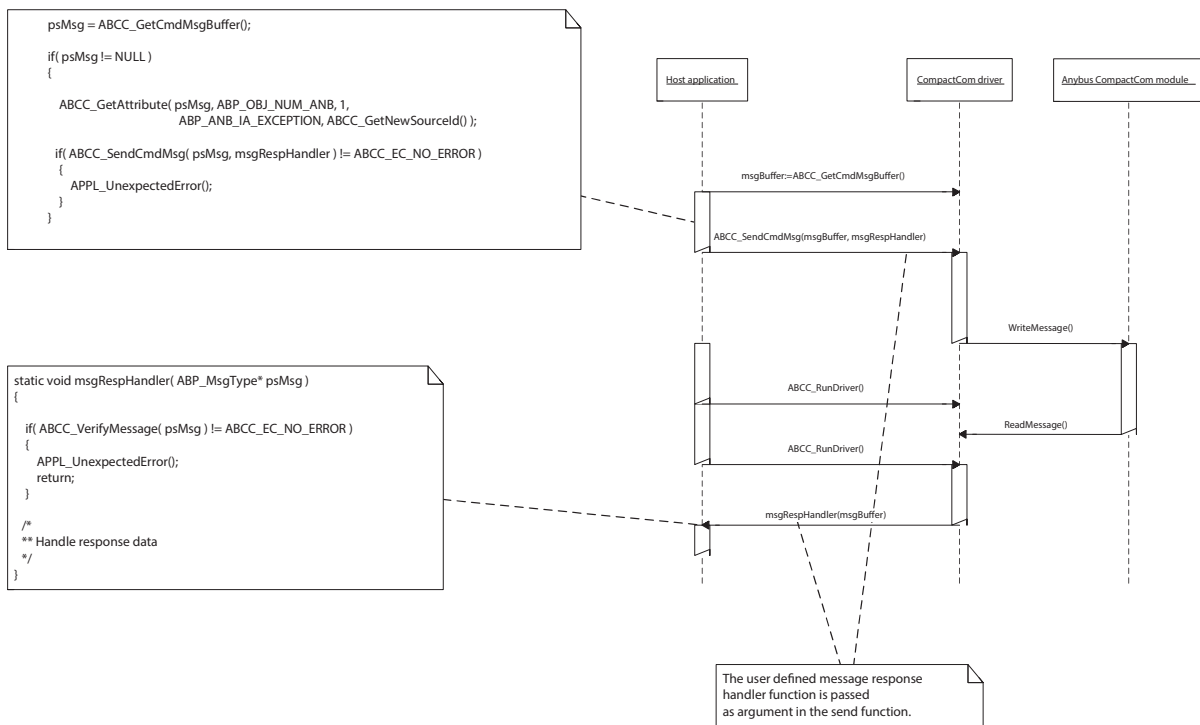 psMsg = ABCC_GetCmdMsgBuffer();
if( psMsg != NULL )
{
ABCC_GetAttribute( psMsg, ABP_OBJ_NUM_ANB, 1,
ABP_ANB_IA_EXCEPTION, ABCC_GetNewSourceId() );
if( ABCC_SendCmdMsg( psMsg, msgRespHandler ) != ABCC_EC_NO_ERROR )
{
APPL_UnexpectedError();
}
}
Host application
CompactCom driver
Anybus CompactCom module
msgBuffer:=ABCC_GetCmdMsgBuffer()
ABCC_SendCmdMsg(msgBuffer, msgRespHandler)
WriteMessage()
ABCC_RunDriver()
ReadMessage()
ABCC_RunDriver()
msgRespHandler(msgBuffer)
static void msgRespHandler( ABP_MsgType* psMsg )
{
if( ABCC_VerifyMessage( psMsg ) != ABCC_EC_NO_ERROR )
{
APPL_UnexpectedError();
return;
}
/*
** Handle response data
*/
}
The user defined message response
handler function is passed
as argument in the send function.